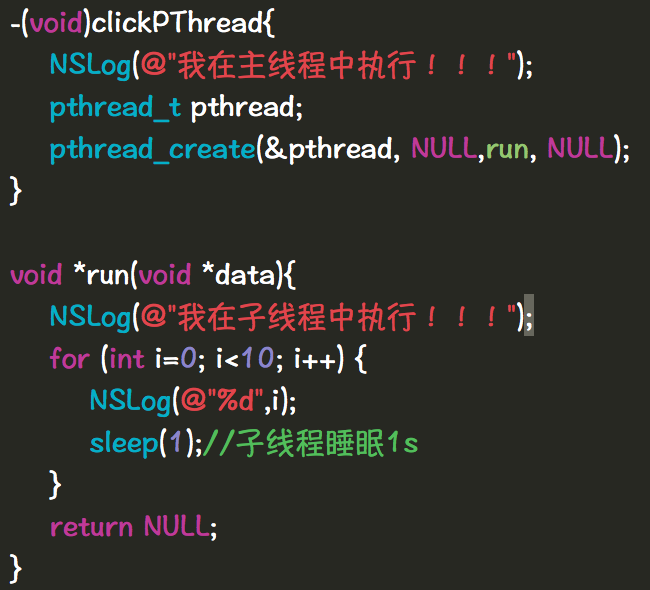 -(void)clickPThread{
NSLog(@"我在主线程中执行！！！");
pthread_t pthread;
pthread_create(&pthread, NULL,run, NULL);
}
void *run(void *data){
NSLog(@"我在子线程中执行！！！");
for (int i=0; i<10; i++) {
NSLog(@"%d",i);
sleep(1);//子线程睡眠1s
}
return NULL;
}